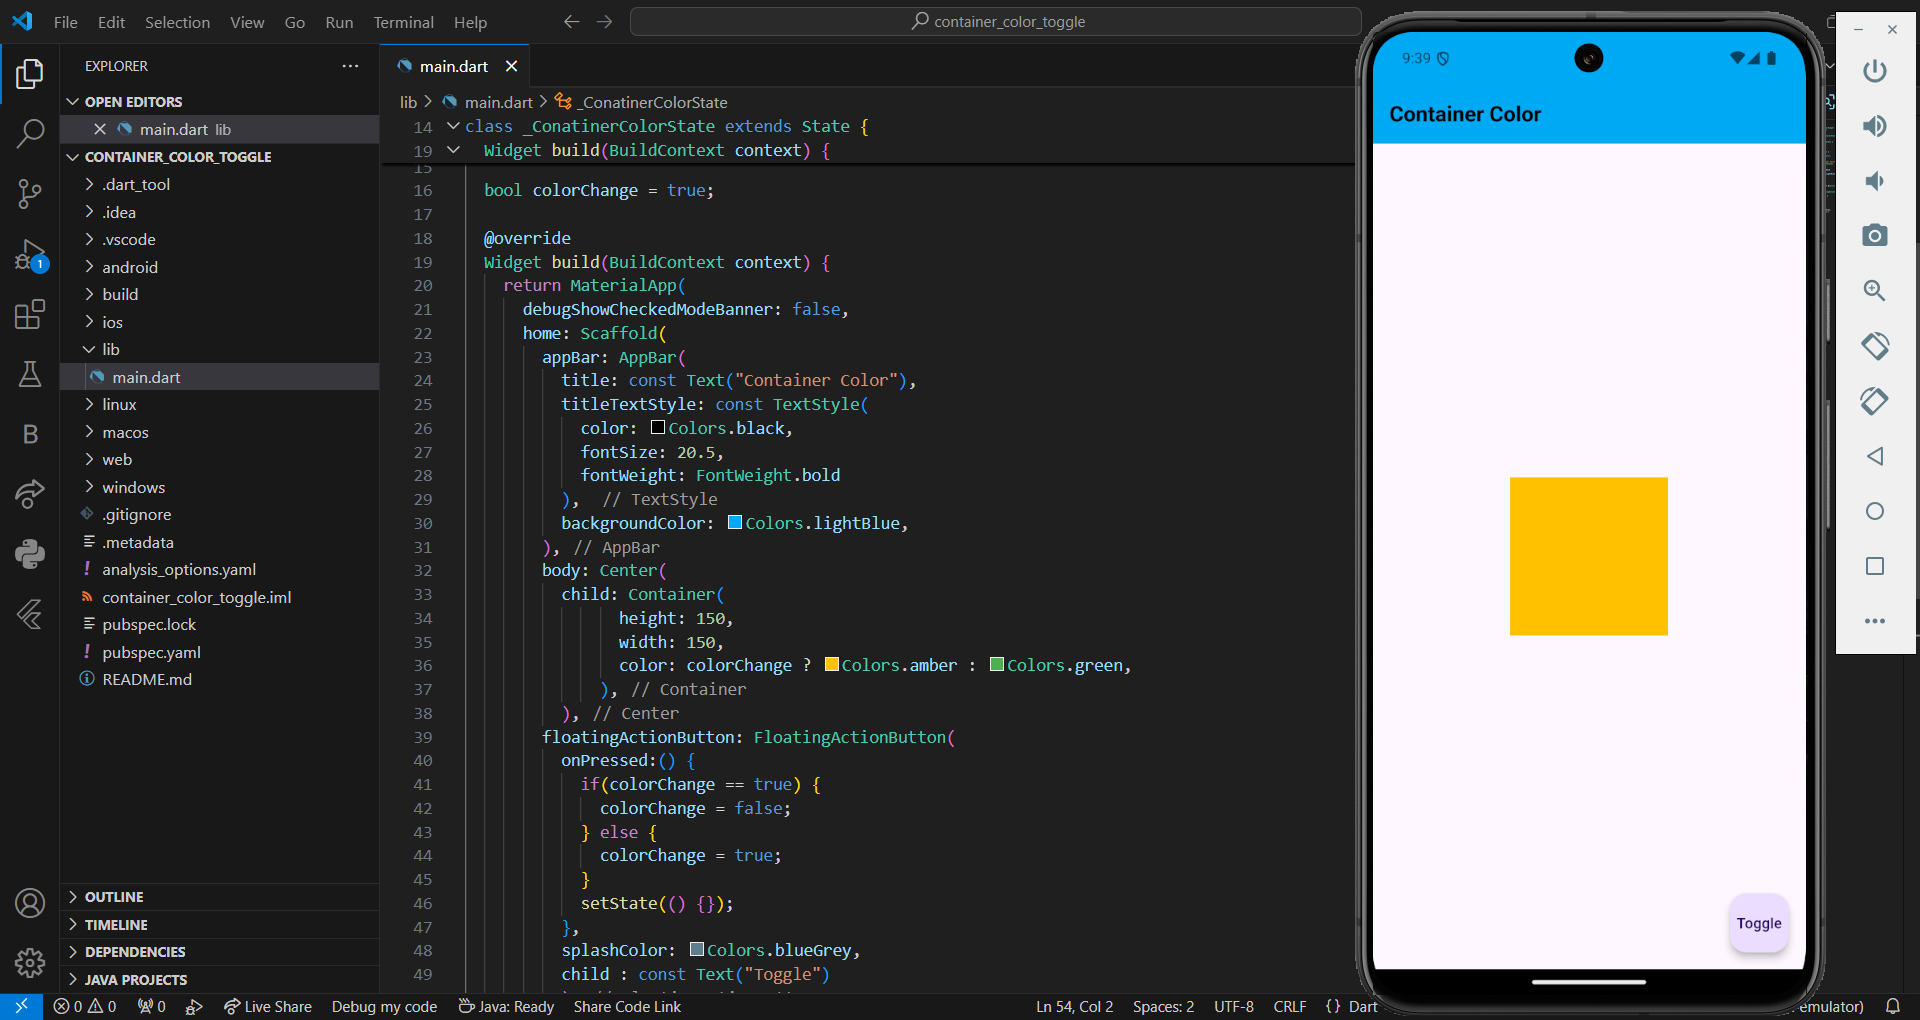 File Edit Selection View Go Run Terminal Help
container_color_toggle
EXPLORER
OPEN EDITORS
main.dart lib
CONTAINER_COLOR_TOGGLE
.dart_tool
.idea
.vscode
android
build
ios
lib
main.dart
linux
macos
web
windows
.gitignore
.metadata
analysis_options.yaml
container_color_toggle.iml
pubspec.lock
pubspec.yaml
README.md
OUTLINE
TIMELINE
DEPENDENCIES
JAVA PROJECTS
1
B
main.dart
lib > main.dart > _ConatinerColorState
14 class _ConatinerColorState extends State {
19 Widget build(BuildContext context) {
15
16 bool colorChange = true;
17
18 @override
19 Widget build(BuildContext context) {
20 return MaterialApp(
21 debugShowCheckedModeBanner: false,
22 home: Scaffold(
23 appBar: AppBar(
24 title: const Text("Container Color"),
25 titleTextStyle: const TextStyle(
26 color: Colors.black,
27 fontSize: 20.5,
28 fontWeight: FontWeight.bold
29 ), // TextStyle
30 backgroundColor: Colors.lightBlue,
31 ), // AppBar
32 body: Center(
33 child: Container(
34 height: 150,
35 width: 150,
36 color: colorChange ? Colors.amber : Colors.green,
37 ), // Container
38 ), // Center
39 floatingActionButton: FloatingActionButton(
40 onPressed:() {
41 if(colorChange == true) {
42 colorChange = false;
43 } else {
44 colorChange = true;
45 }
46 setState(() {});
47 },
48 splashColor: Colors.blueGrey,
49 child : const Text("Toggle")
9:39
Container Color
Toggle
0 0 0 Live Share Debug my code Java: Ready Share Code Link Ln 54, Col 2 Spaces: 2 UTF-8 CRLF {} Dart emulator)